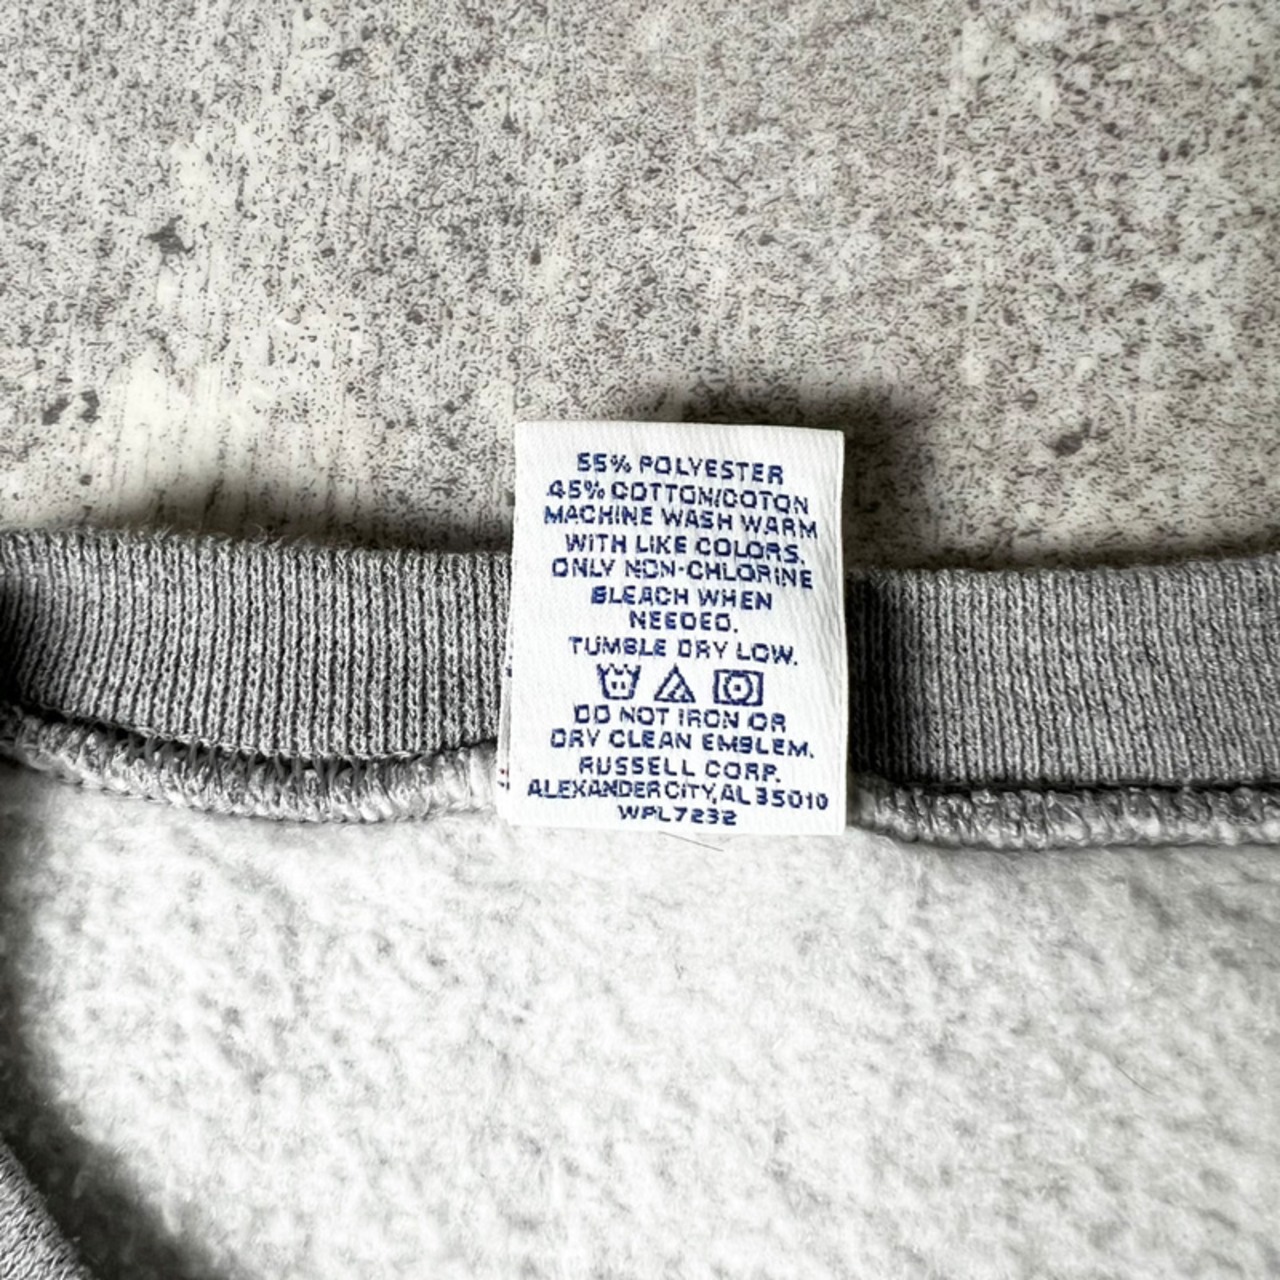 55% POLYESTER
45% COTTON/COTON
MACHINE WASH WARM
WITH LIKE COLORS.
ONLY NON-CHLORINE
BLEACH WHEN
NEEDED.
TUMBLE DRY LOW.
DO NOT IRON OR
DRY CLEAN EMBLEM.
RUSSELL CORP.
ALEXANDER CITY, AL 35010
WPL7232